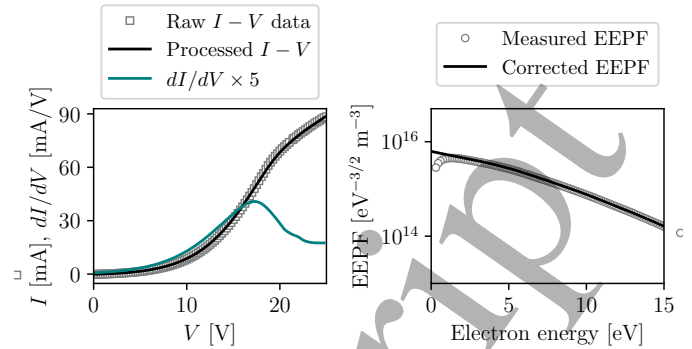 Raw I − V data
Processed I − V
dI/dV × 5
Measured EEPF
Corrected EEPF
I [mA], dI/dV [mA/V]
90
60
30
0
0
10
20
V [V]
EEPF [eV−3/2 m−3]
10^16
10^14
0
5
10
15
Electron energy [eV]
ript